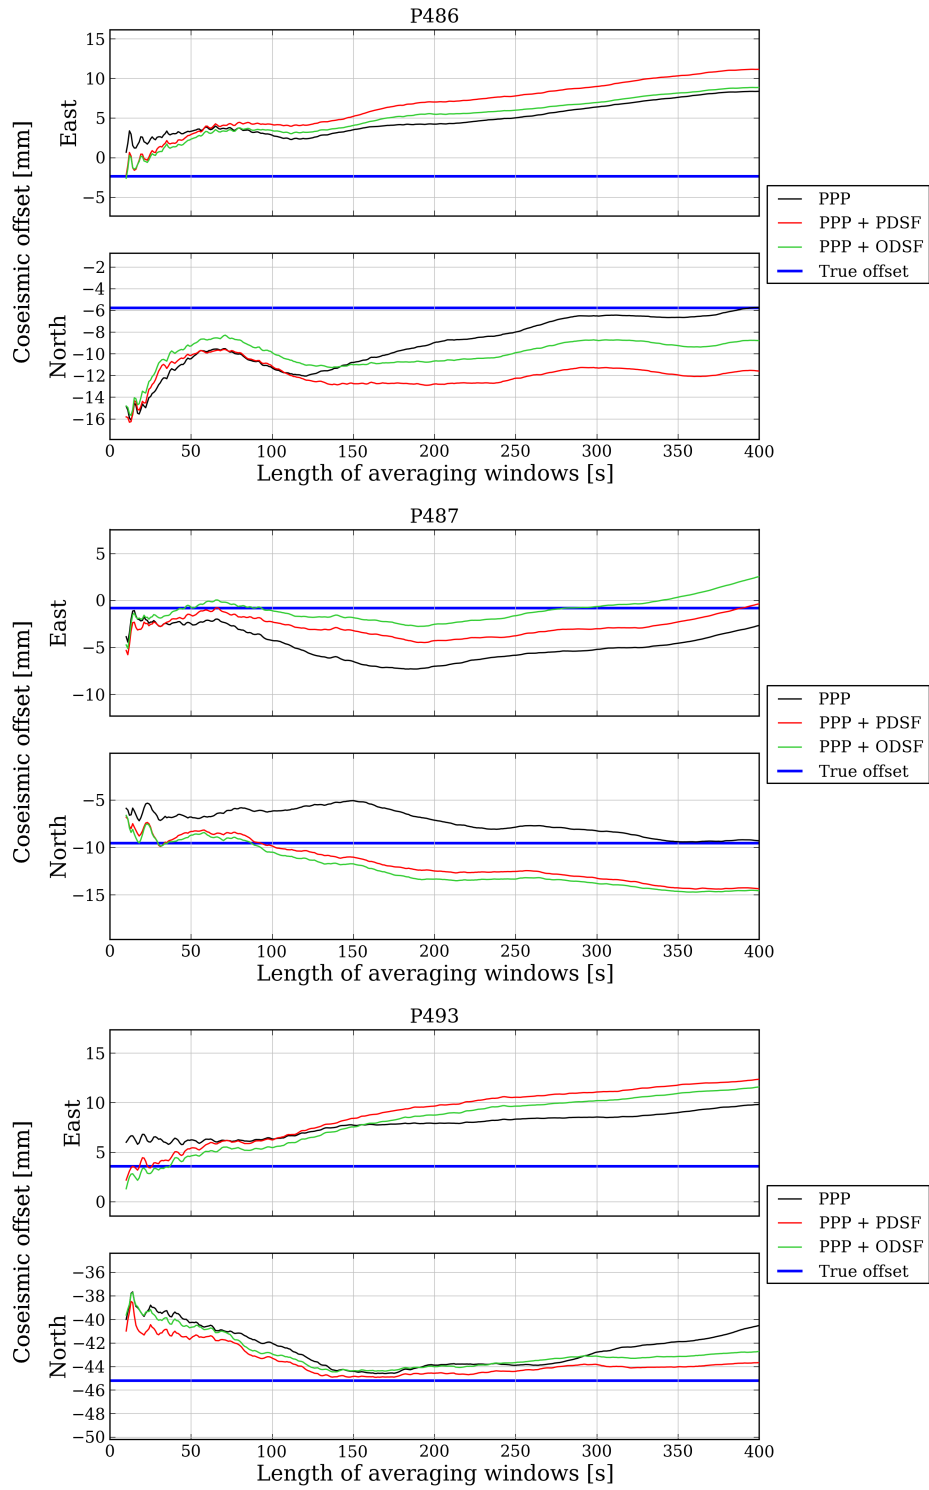 P486
Coseismic offset [mm]
East
15
10
5
0
−5
North
−2
−4
−6
−8
−10
−12
−14
−16
0 50 100 150 200 250 300 350 400
Length of averaging windows [s]
PPP
PPP + PDSF
PPP + ODSF
True offset
P487
Coseismic offset [mm]
East
5
0
−5
−10
North
−5
−10
−15
0 50 100 150 200 250 300 350 400
Length of averaging windows [s]
PPP
PPP + PDSF
PPP + ODSF
True offset
P493
Coseismic offset [mm]
East
15
10
5
0
North
−36
−38
−40
−42
−44
−46
−48
−50
0 50 100 150 200 250 300 350 400
Length of averaging windows [s]
PPP
PPP + PDSF
PPP + ODSF
True offset